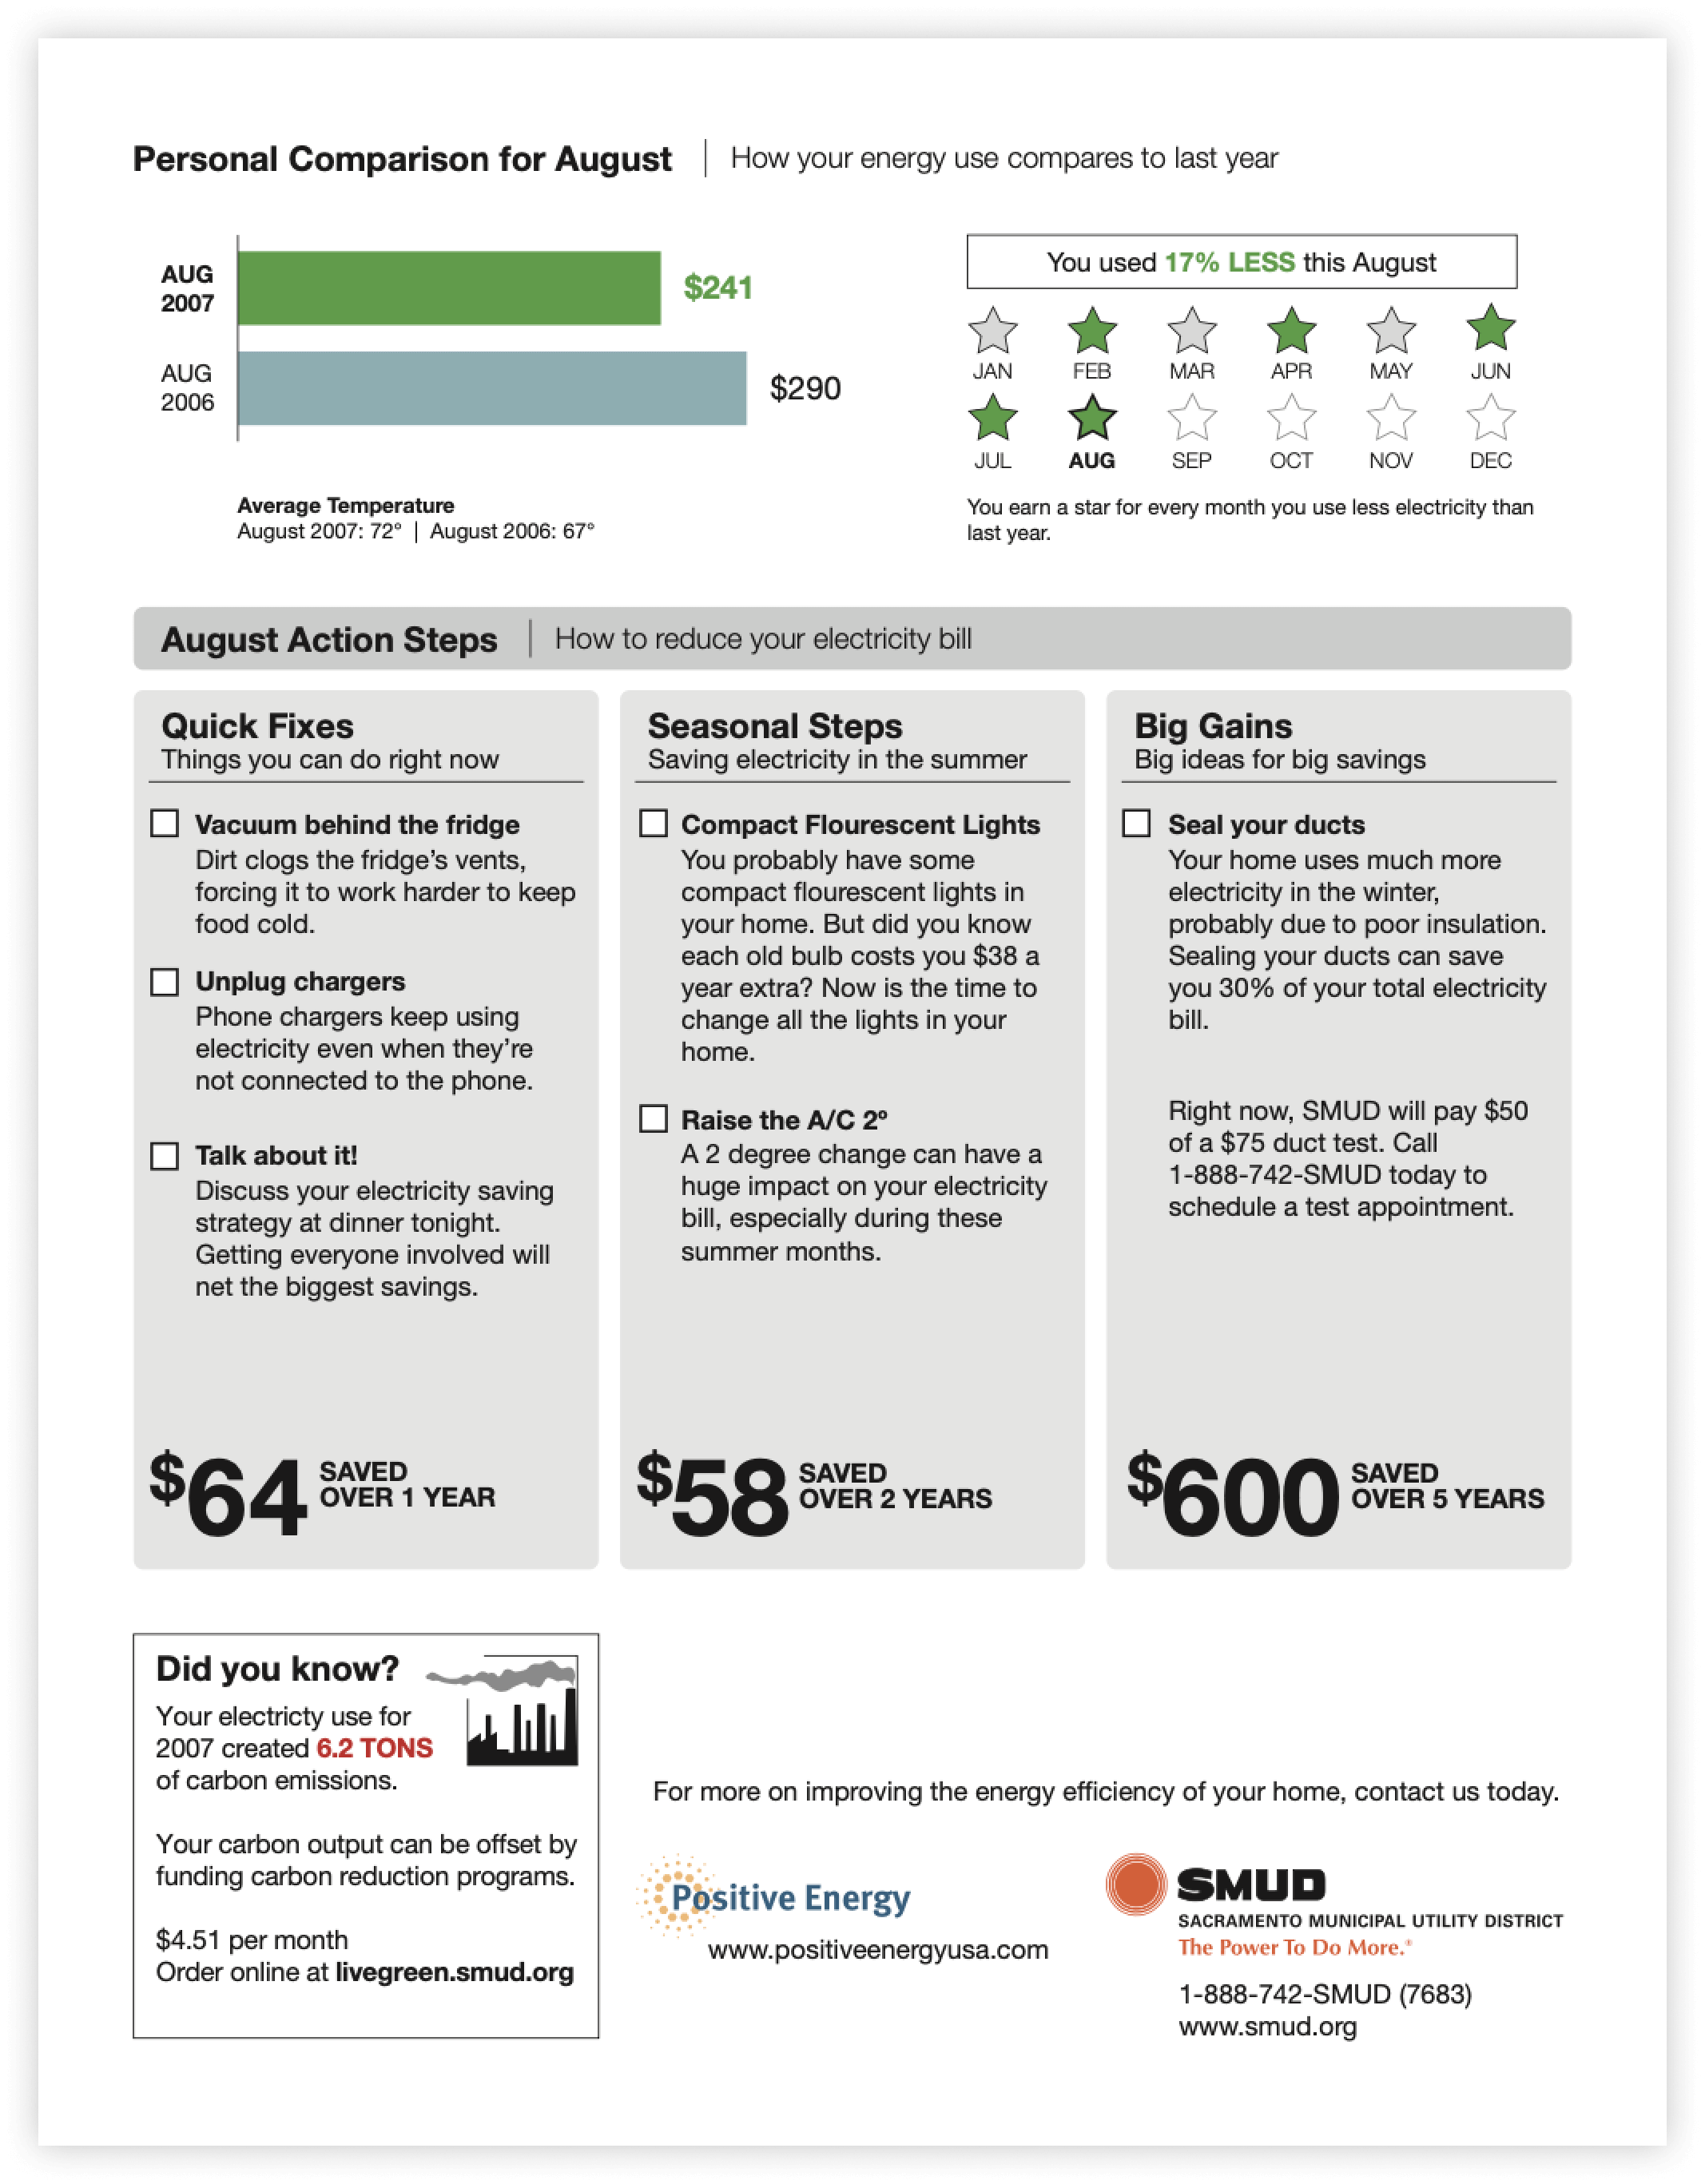 Personal Comparison for August | How your energy use compares to last year
AUG
2007
$241
AUG
2006
$290
Average Temperature
August 2007: 72° | August 2006: 67°
You used 17% LESS this August
JAN FEB MAR APR MAY JUN
JUL AUG SEP OCT NOV DEC
You earn a star for every month you use less electricity than
last year.
August Action Steps | How to reduce your electricity bill
Quick Fixes
Things you can do right now
Vacuum behind the fridge
Dirt clogs the fridge's vents,
forcing it to work harder to keep
food cold.
Unplug chargers
Phone chargers keep using
electricity even when they're
not connected to the phone.
Talk about it!
Discuss your electricity saving
strategy at dinner tonight.
Getting everyone involved will
net the biggest savings.
$64 SAVED
OVER 1 YEAR
Seasonal Steps
Saving electricity in the summer
Compact Flourescent Lights
You probably have some
compact flourescent lights in
your home. But did you know
each old bulb costs you $38 a
year extra? Now is the time to
change all the lights in your
home.
Raise the A/C 2º
A 2 degree change can have a
huge impact on your electricity
bill, especially during these
summer months.
$58 SAVED
OVER 2 YEARS
Big Gains
Big ideas for big savings
Seal your ducts
Your home uses much more
electricity in the winter,
probably due to poor insulation.
Sealing your ducts can save
you 30% of your total electricity
bill.
Right now, SMUD will pay $50
of a $75 duct test. Call
1-888-742-SMUD today to
schedule a test appointment.
$600 SAVED
OVER 5 YEARS
Did you know?
Your electricty use for
2007 created 6.2 TONS
of carbon emissions.
Your carbon output can be offset by
funding carbon reduction programs.
$4.51 per month
Order online at livegreen.smud.org
For more on improving the energy efficiency of your home, contact us today.
Positive Energy
www.positiveenergyusa.com
SMUD
SACRAMENTO MUNICIPAL UTILITY DISTRICT
The Power To Do More.®
1-888-742-SMUD (7683)
www.smud.org